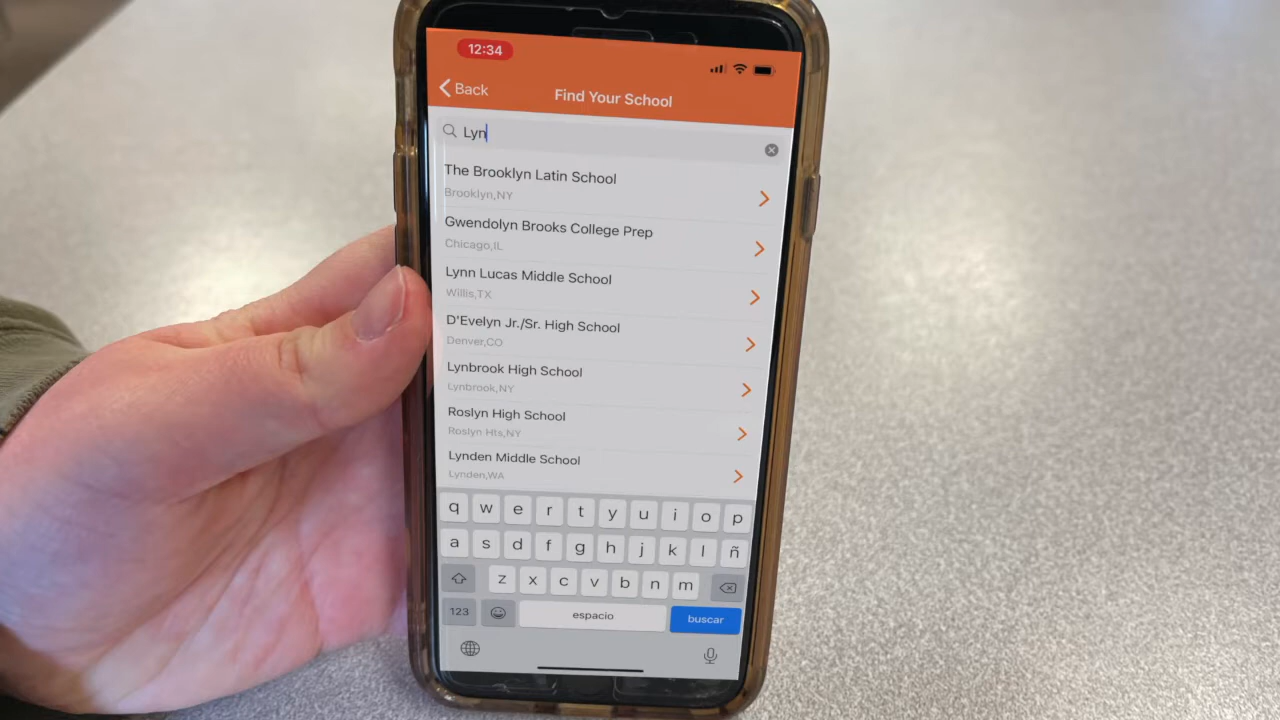 12:34
Back
Find Your School
Lyn
The Brooklyn Latin School
Brooklyn,NY
Gwendolyn Brooks College Prep
Chicago,IL
Lynn Lucas Middle School
Willis,TX
D'Evelyn Jr./Sr. High School
Denver,CO
Lynbrook High School
Lynbrook,NY
Roslyn High School
Roslyn Hts,NY
Lynden Middle School
Lynden,WA
q w e r t y u i o p
a s d f g h j k l ñ
z x c v b n m
123 espacio buscar